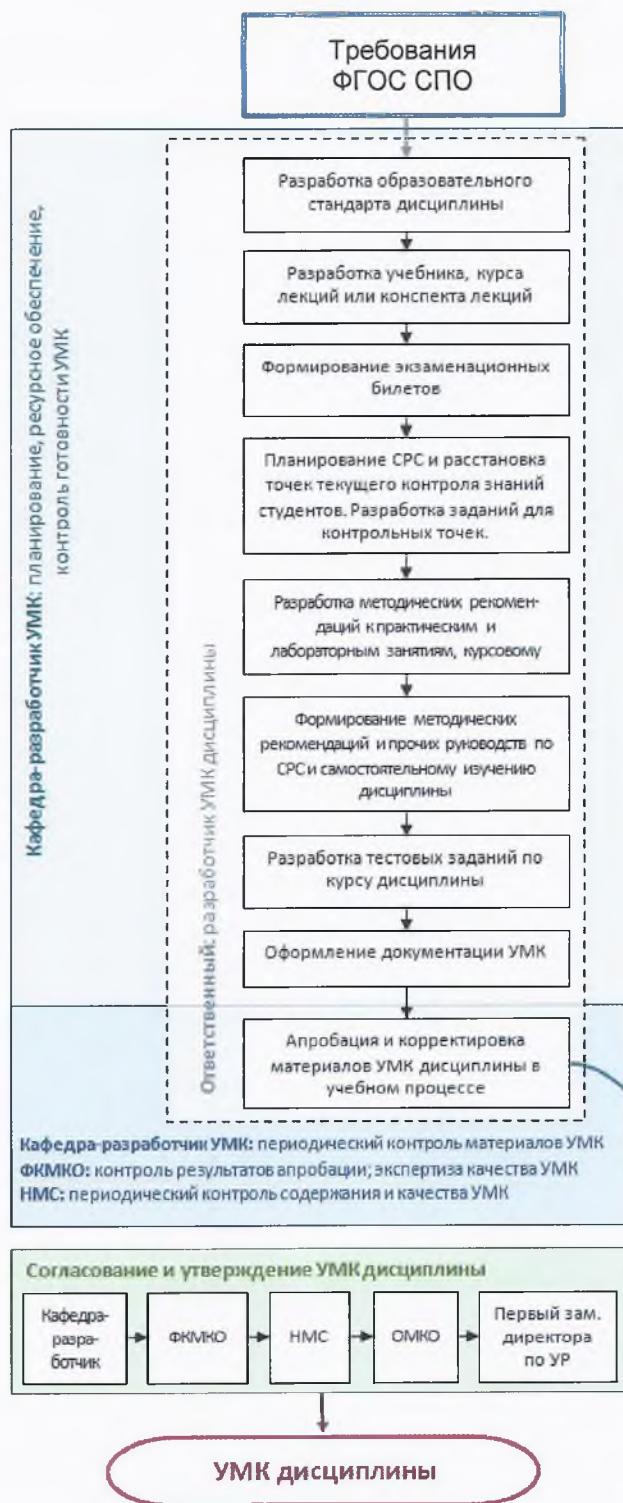 Требования
ФГОС СПО
Кафедра-разработчик УМК: планирование, ресурсное обеспечение,
контроль готовности УМК
Ответственный: разработчик УМК дисциплины
Разработка образовательного
стандарта дисциплины
Разработка учебника, курса
лекций или конспекта лекций
Формирование экзаменационных
билетов
Планирование СРС и расстановка
точек текущего контроля знаний
студентов. Разработка заданий для
контрольных точек.
Разработка методических рекомен-
даций к практическим и
лабораторным занятиям, курсовому
Формирование методических
рекомендаций и прочих руководств по
СРС и самостоятельному изучению
дисциплины
Разработка тестовых заданий по
курсу дисциплины
Оформление документации УМК
Апробация и корректировка
материалов УМК дисциплины в
учебном процессе
Кафедра-разработчик УМК: периодический контроль материалов УМК
ФКМКО: контроль результатов апробации; экспертиза качества УМК
НМС: периодический контроль содержания и качества УМК
Согласование и утверждение УМК дисциплины
Кафедра-
разра-
ботчик
ФКМКО
НМС
ОМКО
Первый зам.
директора
по УР
УМК дисциплины